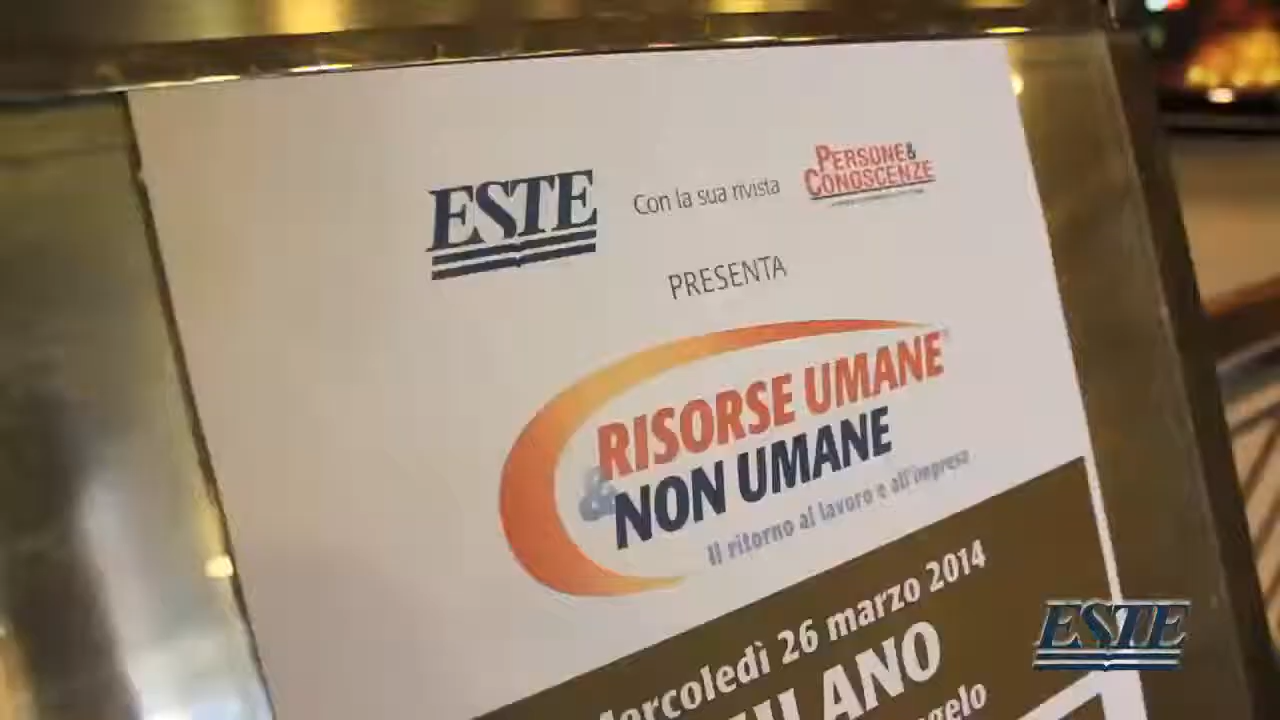 ESTE Con la sua rivista PERSONE& CONOSCENZE
PRESENTA
RISORSE UMANE
& NON UMANE
Il ritorno al lavoro e all'impresa
Mercoledì 26 marzo 2014
MILANO
ESTE